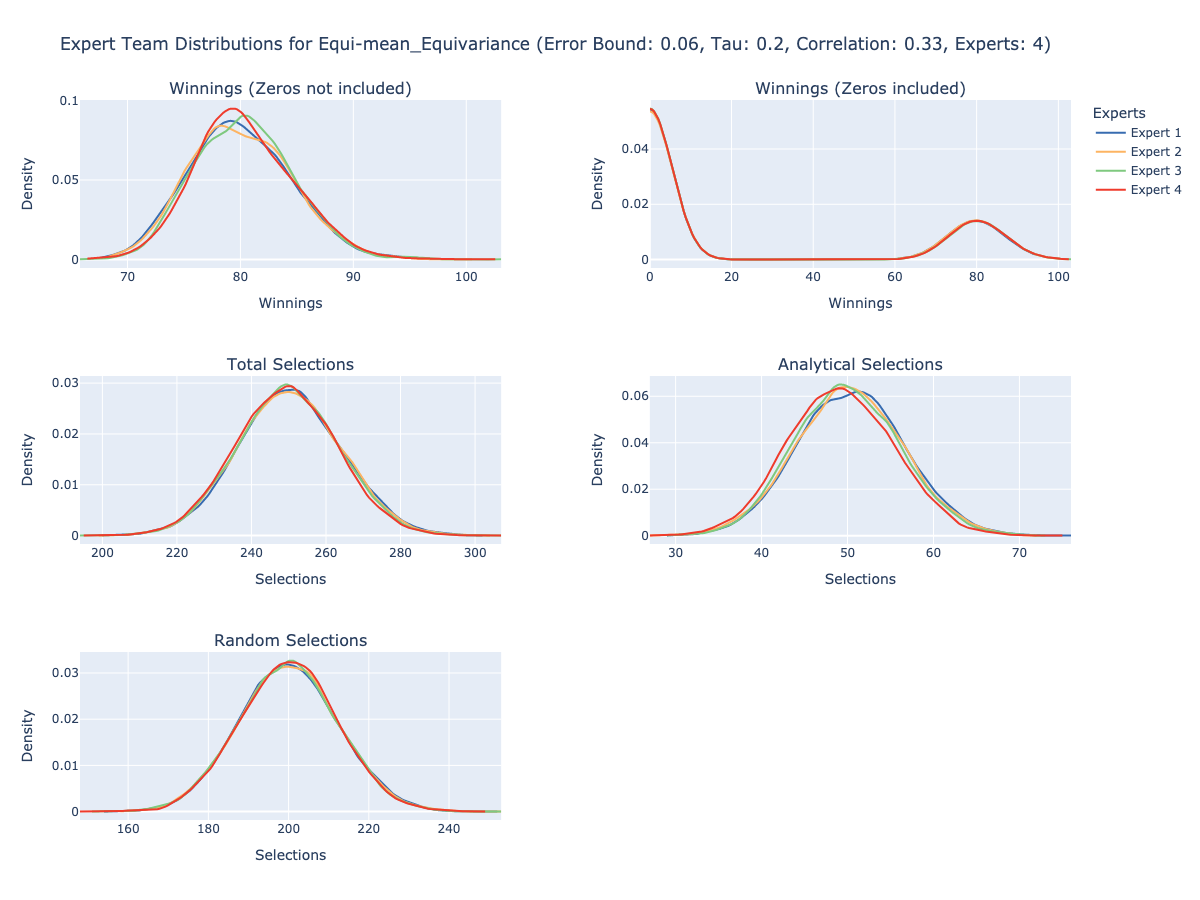 Expert Team Distributions for Equi-mean_Equivariance (Error Bound: 0.06, Tau: 0.2, Correlation: 0.33, Experts: 4)
Winnings (Zeros not included)
0.1
0.05
0
Density
70 80 90 100
Winnings
Winnings (Zeros included)
0.04
0.02
0
Density
0 20 40 60 80 100
Winnings
Experts
Expert 1
Expert 2
Expert 3
Expert 4
Total Selections
0.03
0.02
0.01
0
Density
200 220 240 260 280 300
Selections
Analytical Selections
0.06
0.04
0.02
0
Density
30 40 50 60 70
Selections
Random Selections
0.03
0.02
0.01
0
Density
160 180 200 220 240
Selections